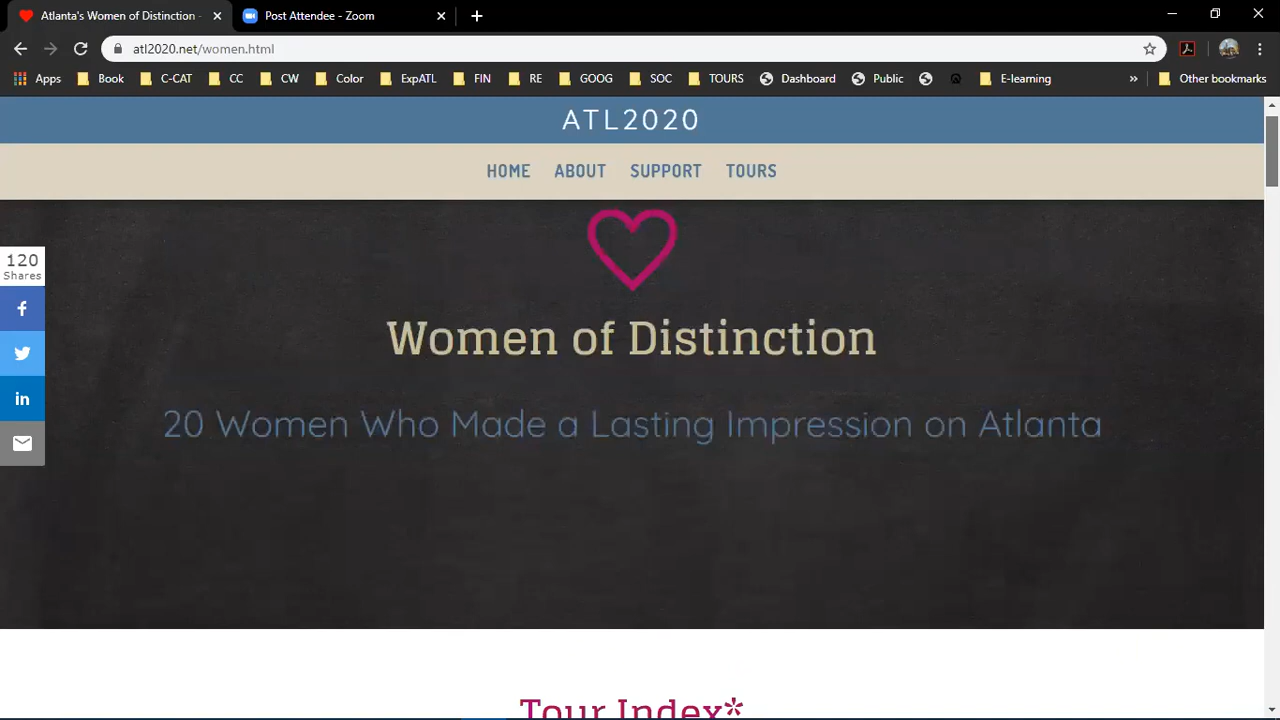 Atlanta's Women of Distinction -
Post Attendee - Zoom
atl2020.net/women.html
Apps Book C-CAT CC CW Color ExpATL FIN RE GOOG SOC TOURS Dashboard Public E-learning » Other bookmarks
ATL2020
HOME ABOUT SUPPORT TOURS
120
Shares
Women of Distinction
20 Women Who Made a Lasting Impression on Atlanta
Tour Index*